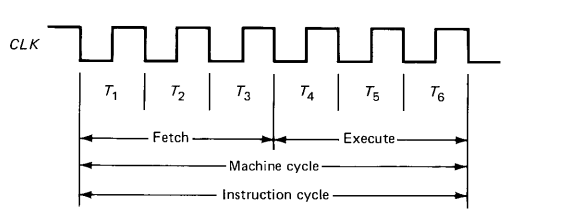 CLK
T1 T2 T3 T4 T5 T6
Fetch Execute
Machine cycle
Instruction cycle